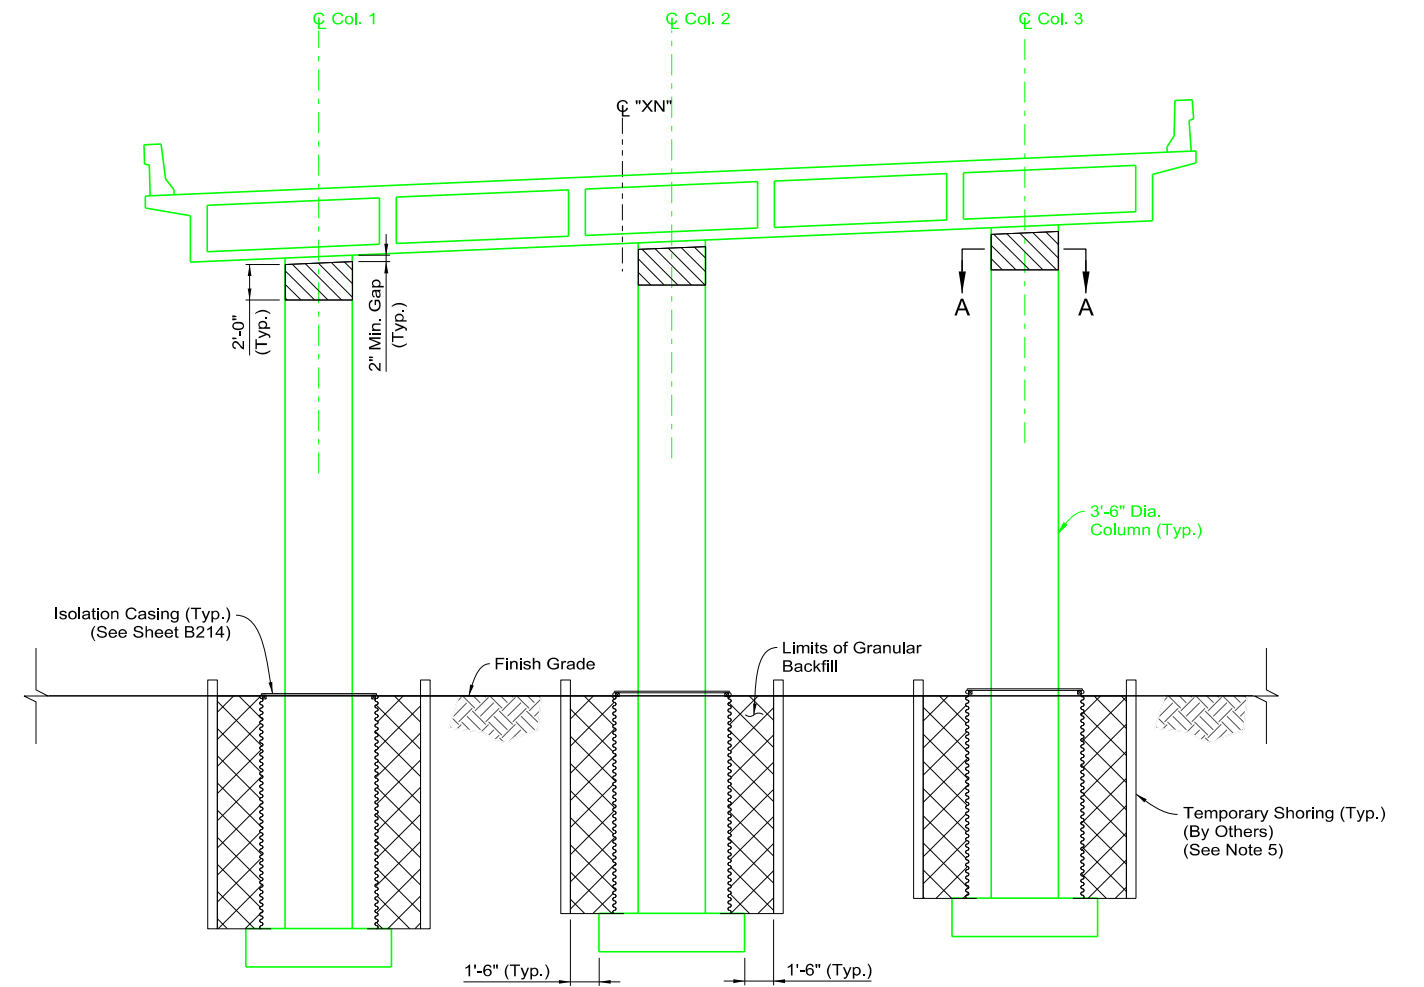 ℄ Col. 1
℄ Col. 2
℄ Col. 3
℄ "XN"
2'-0"
(Typ.)
2" Min. Gap
(Typ.)
A
A
3'-6" Dia.
Column (Typ.)
Isolation Casing (Typ.)
(See Sheet B214)
Finish Grade
Limits of Granular
Backfill
Temporary Shoring (Typ.)
(By Others)
(See Note 5)
1'-6" (Typ.)
1'-6" (Typ.)